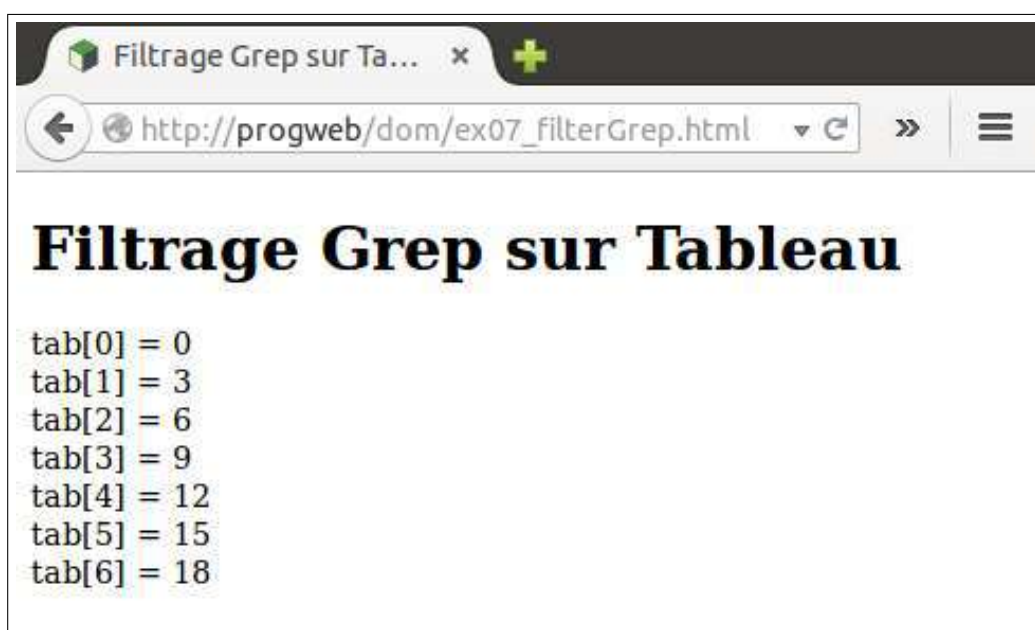 Filtrage Grep sur Ta... ×
http://progweb/dom/ex07_filterGrep.html
Filtrage Grep sur Tableau
tab[0] = 0
tab[1] = 3
tab[2] = 6
tab[3] = 9
tab[4] = 12
tab[5] = 15
tab[6] = 18